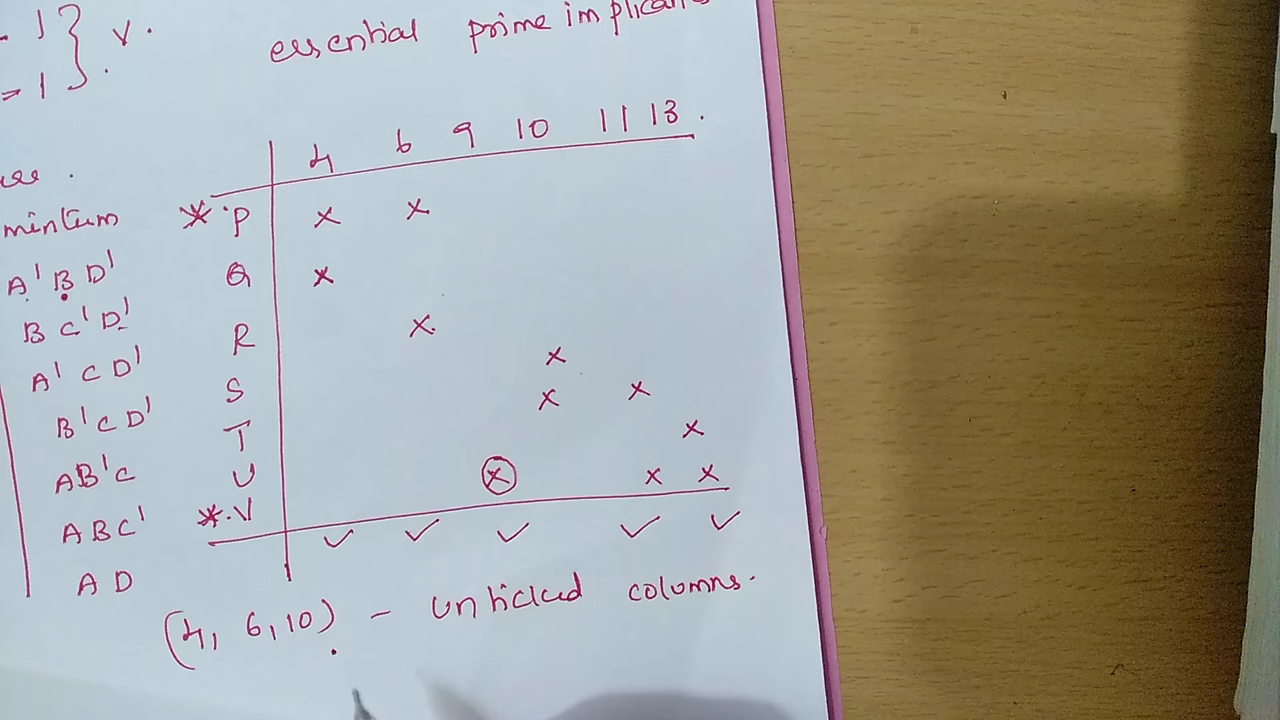 - 1 } v.
= 1
essential prime implicants
4 6 9 10 11 13.
minterm * .P x x
A'BD' Q x
BC'D' R x
A'CD' S x
B'CD' T x x
AB'C U x
ABC' *.V x x x
AD ✓ ✓ ✓ ✓ ✓
(4, 6, 10) - unticked columns.